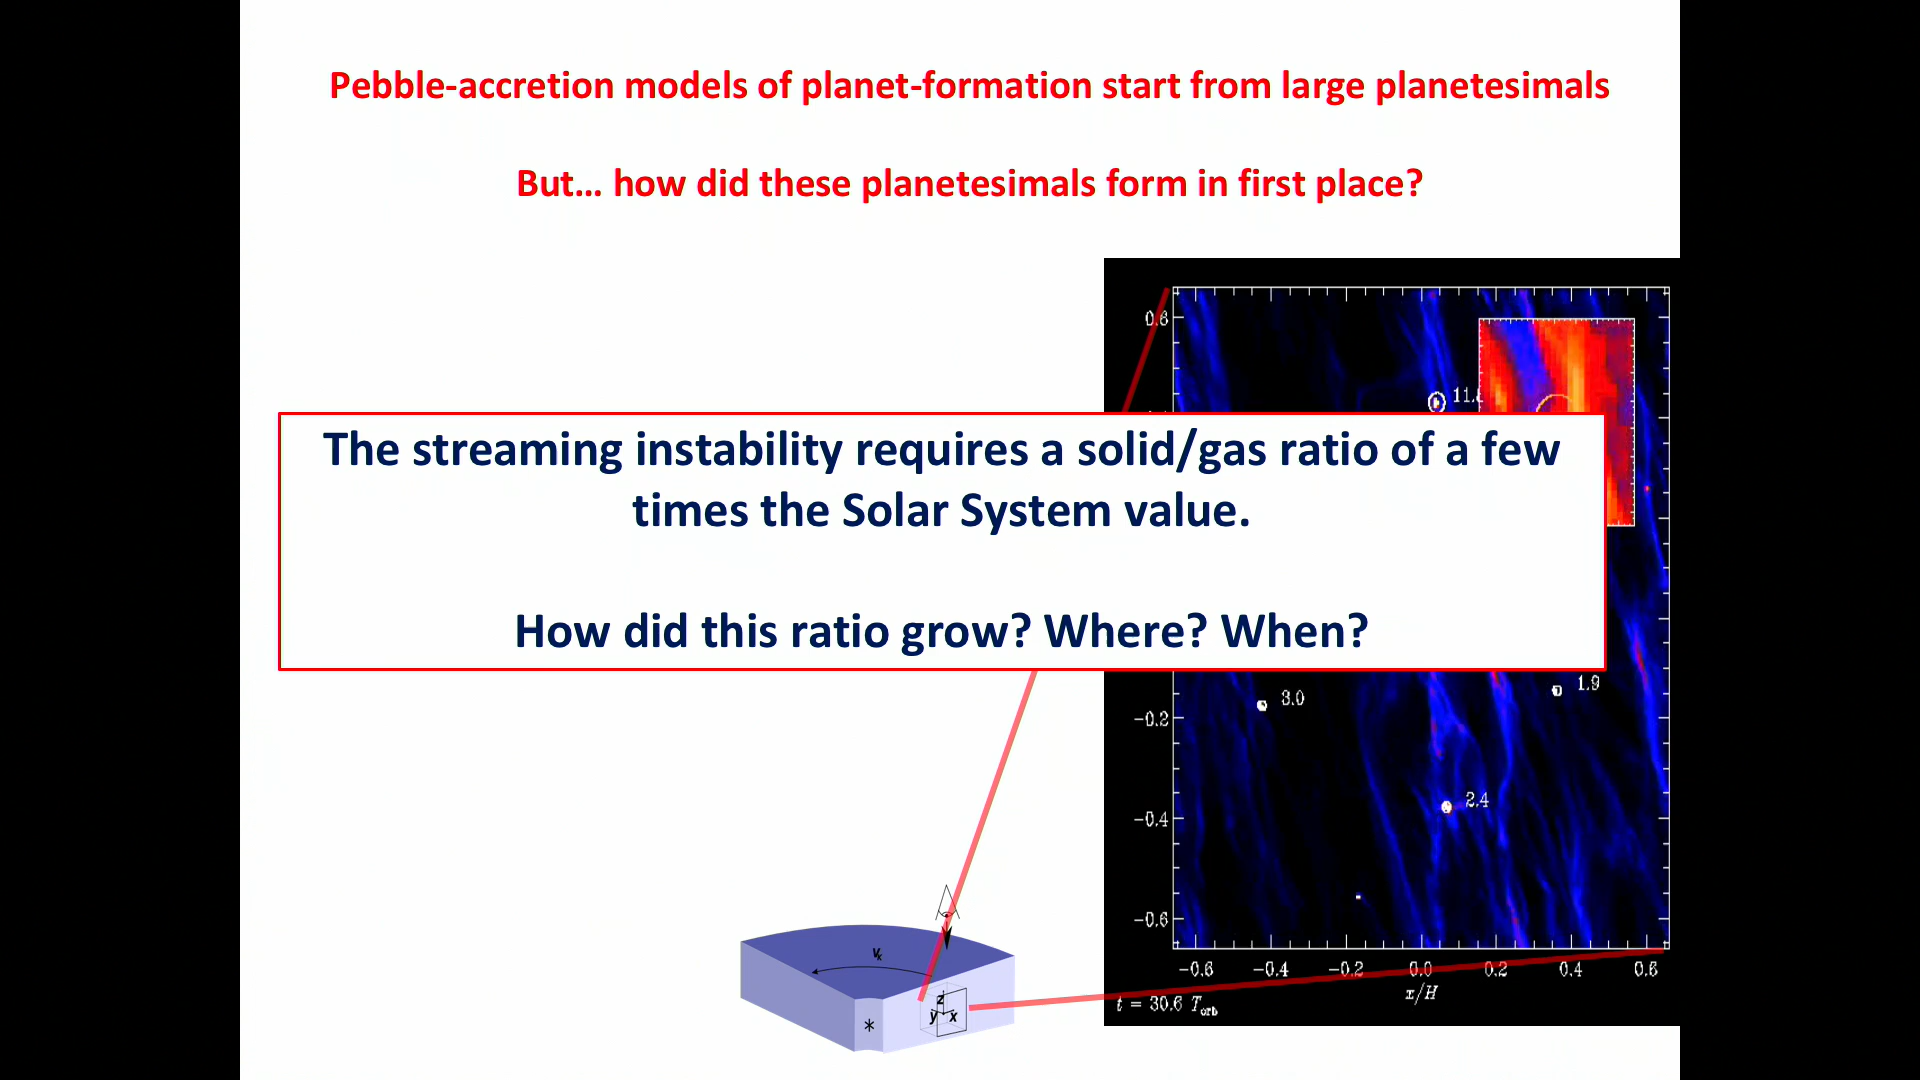 Pebble-accretion models of planet-formation start from large planetesimals
But... how did these planetesimals form in first place?
0.6
The streaming instability requires a solid/gas ratio of a few
times the Solar System value.
How did this ratio grow? Where? When?
3.0
1.9
-0.2
2.4
-0.4
-0.6
-0.6 -0.4 -0.2 0.0 0.2 0.4 0.6
x/H
t = 30.6 Torb
vk
z
y x
*